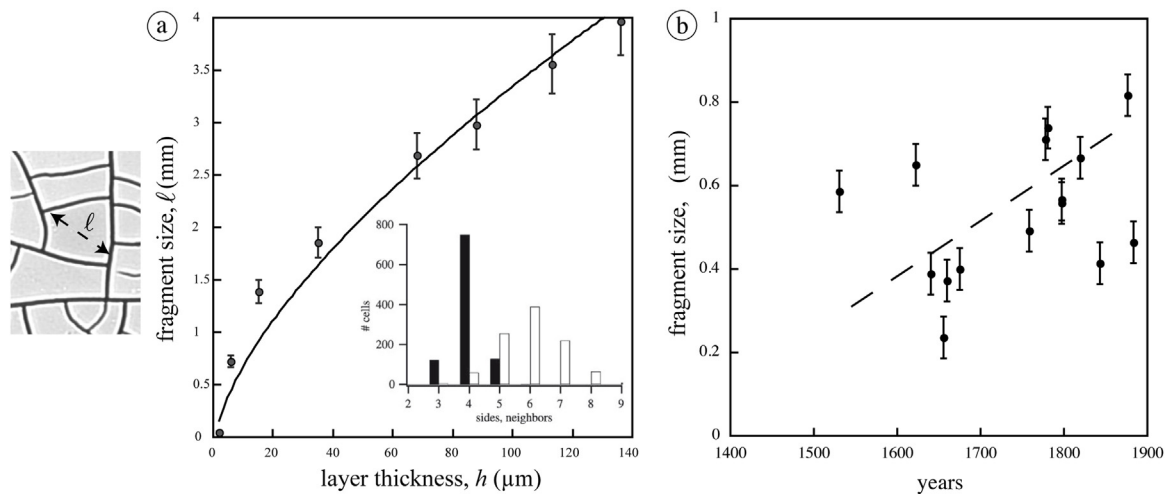 ℓ
a
fragment size, ℓ (mm)
4
3.5
3
2.5
2
1.5
1
0.5
0
0 20 40 60 80 100 120 140
layer thickness, h (µm)
# cells
800
600
400
200
0
2 3 4 5 6 7 8 9
sides, neighbors
b
fragment size, (mm)
1
0.8
0.6
0.4
0.2
0
1400 1500 1600 1700 1800 1900
years